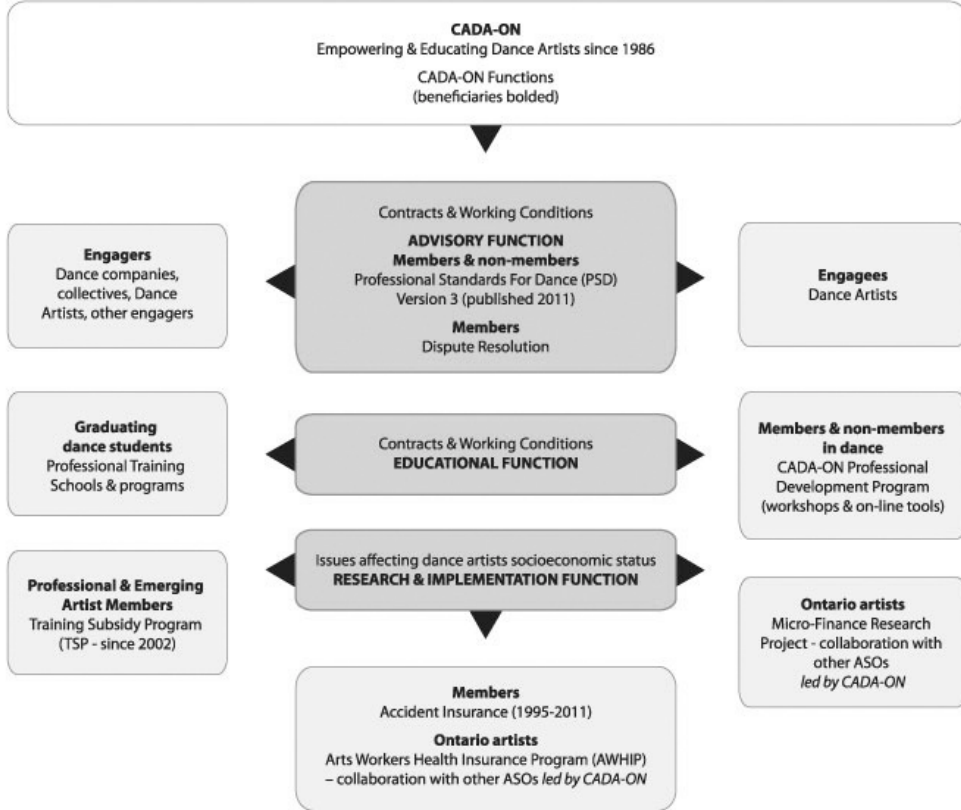 CADA-ON
Empowering & Educating Dance Artists since 1986
CADA-ON Functions
(beneficiaries bolded)
Contracts & Working Conditions
ADVISORY FUNCTION
Members & non-members
Professional Standards For Dance (PSD)
Version 3 (published 2011)
Members
Dispute Resolution
Engagers
Dance companies,
collectives, Dance
Artists, other engagers
Engagees
Dance Artists
Graduating
dance students
Professional Training
Schools & programs
Contracts & Working Conditions
EDUCATIONAL FUNCTION
Members & non-members
in dance
CADA-ON Professional
Development Program
(workshops & on-line tools)
Issues affecting dance artists socioeconomic status
RESEARCH & IMPLEMENTATION FUNCTION
Professional & Emerging
Artist Members
Training Subsidy Program
(TSP - since 2002)
Ontario artists
Micro-Finance Research
Project - collaboration with
other ASOs
led by CADA-ON
Members
Accident Insurance (1995-2011)
Ontario artists
Arts Workers Health Insurance Program (AWHIP)
– collaboration with other ASOs led by CADA-ON